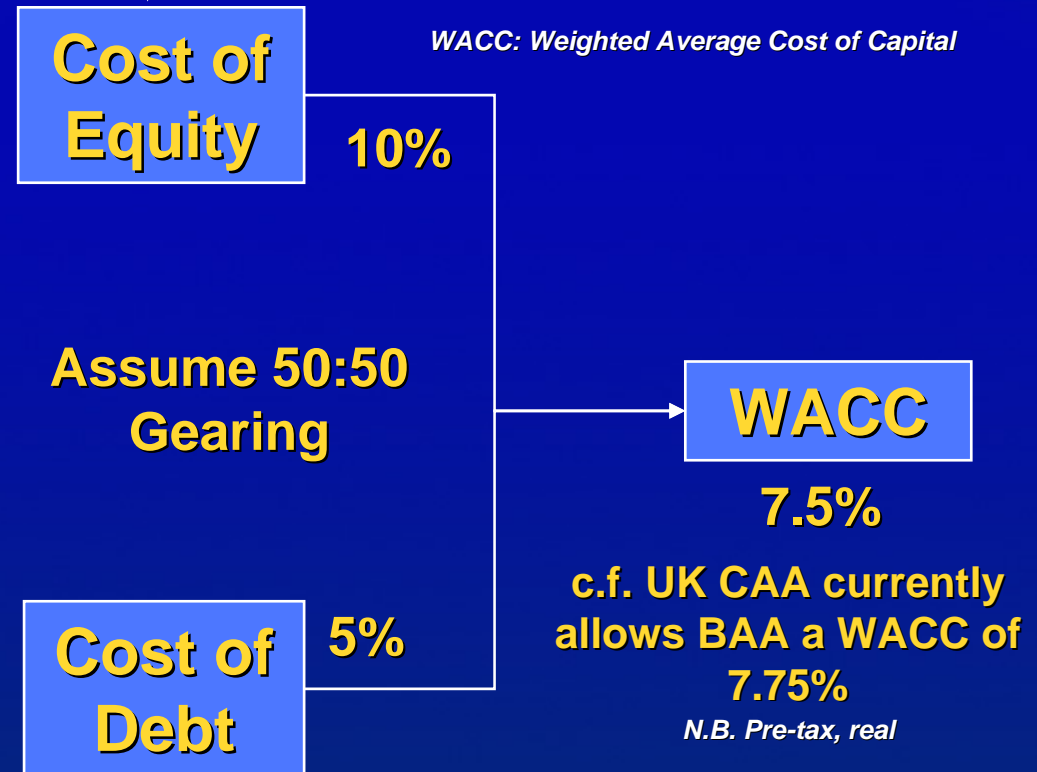 WACC: Weighted Average Cost of Capital
Cost of
Equity
10%
Assume 50:50
Gearing
WACC
7.5%
c.f. UK CAA currently
allows BAA a WACC of
7.75%
N.B. Pre-tax, real
Cost of
Debt
5%